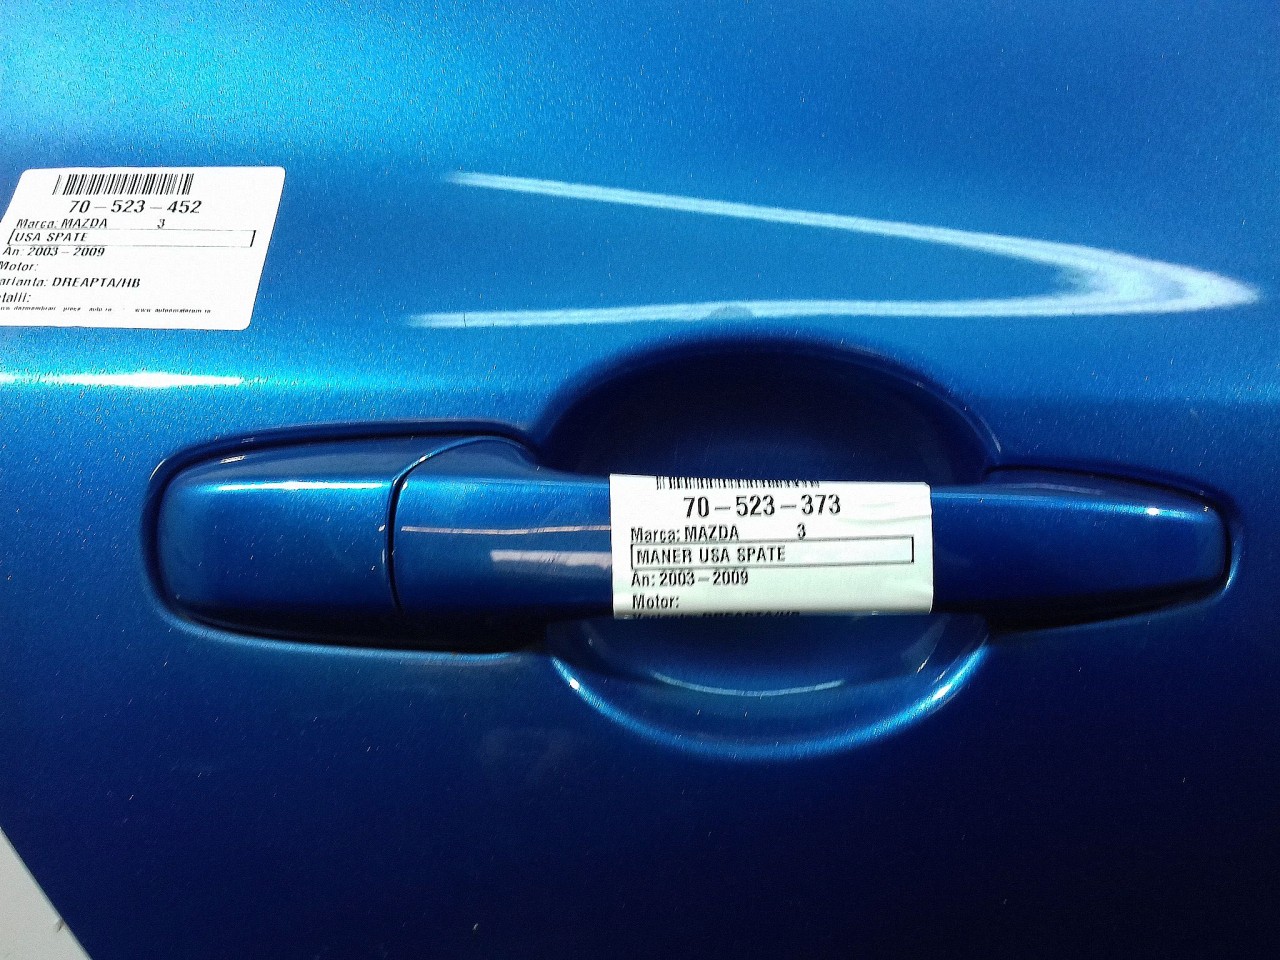 70-523-452
Marca: MAZDA 3
USA SPATE
An: 2003-2009
Motor:
arianta: DREAPTA/HB
talii:
70-523-373
Marca: MAZDA 3
MANER USA SPATE
An: 2003-2009
Motor: